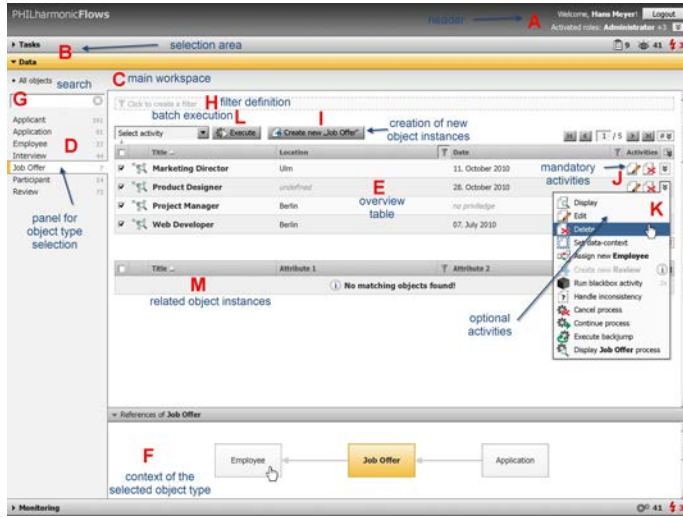 PHILharmonicFlows
header
A
Welcome, Hans Meyer!
Logout
Activated roles: Administrator +3
Tasks
B
selection area
9 41 3
Data
All objects
search
C main workspace
G
Click to create a filter
H filter definition
batch execution
L
I
creation of new
object instances
Select activity
Execute
Create new „Job Offer"
1 / 5
Applicant
Application
Employee
Interview
Job Offer 7
Participant
Review
D
panel for
object type
selection
Title Location Date Activities
Marketing Director Ulm 11. October 2010
Product Designer undefined 28. October 2010
Project Manager Berlin no priviledge
Web Developer Berlin 07. July 2010
E
overview
table
mandatory
activities
J
K
Display
Edit
Delete
Set data-context
Assign new Employee
Create new Review
Run blackbox activity
Handle inconsistency
Cancel process
Continue process
Execute backjump
Display Job Offer process
optional
activities
Title Attribute 1 Attribute 2
M
No matching objects found!
related object instances
References of Job Offer
F
context of the
selected object type
Employee
Job Offer
Application
Monitoring
41 3